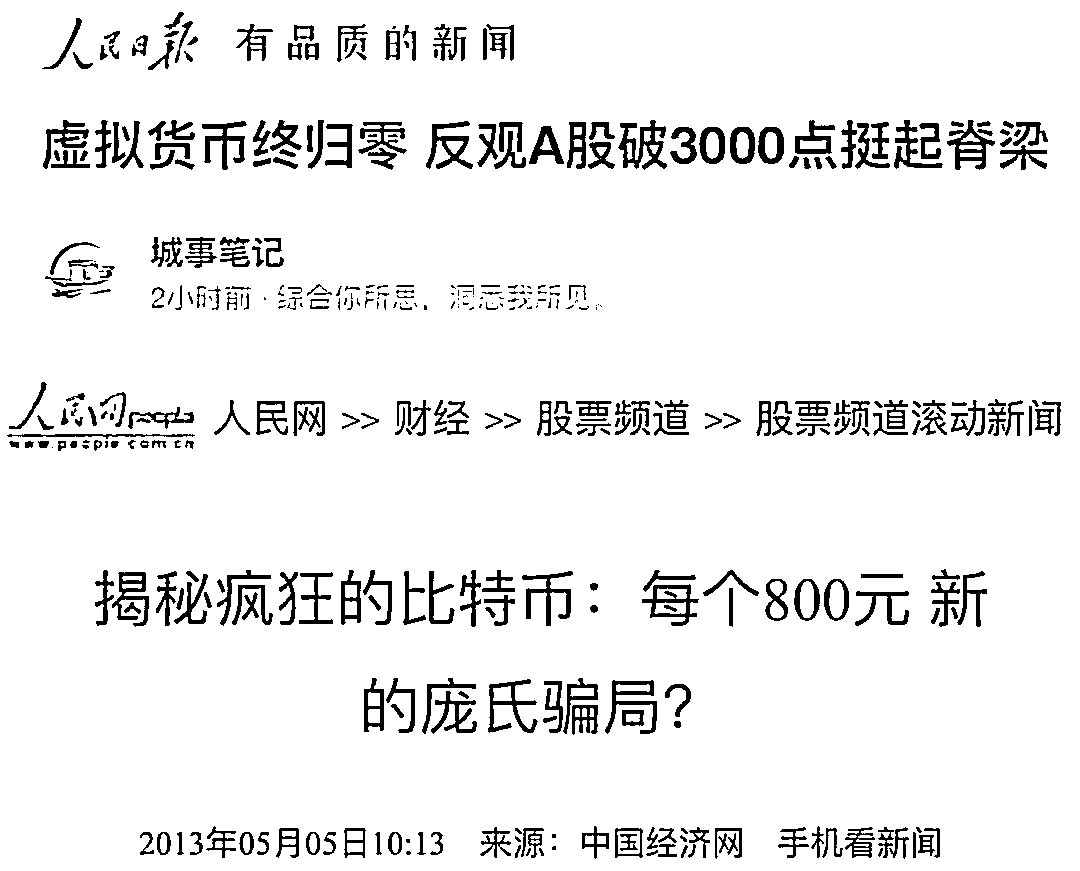 人民日报 有品质的新闻
虚拟货币终归零 反观A股破3000点挺起脊梁
城事笔记
2小时前·综合你所思，洞悉我所见。
人民网 people 人民网 >> 财经 >> 股票频道 >> 股票频道滚动新闻
www.people.com.cn
揭秘疯狂的比特币：每个800元 新
的庞氏骗局？
2013年05月05日10:13 来源：中国经济网 手机看新闻